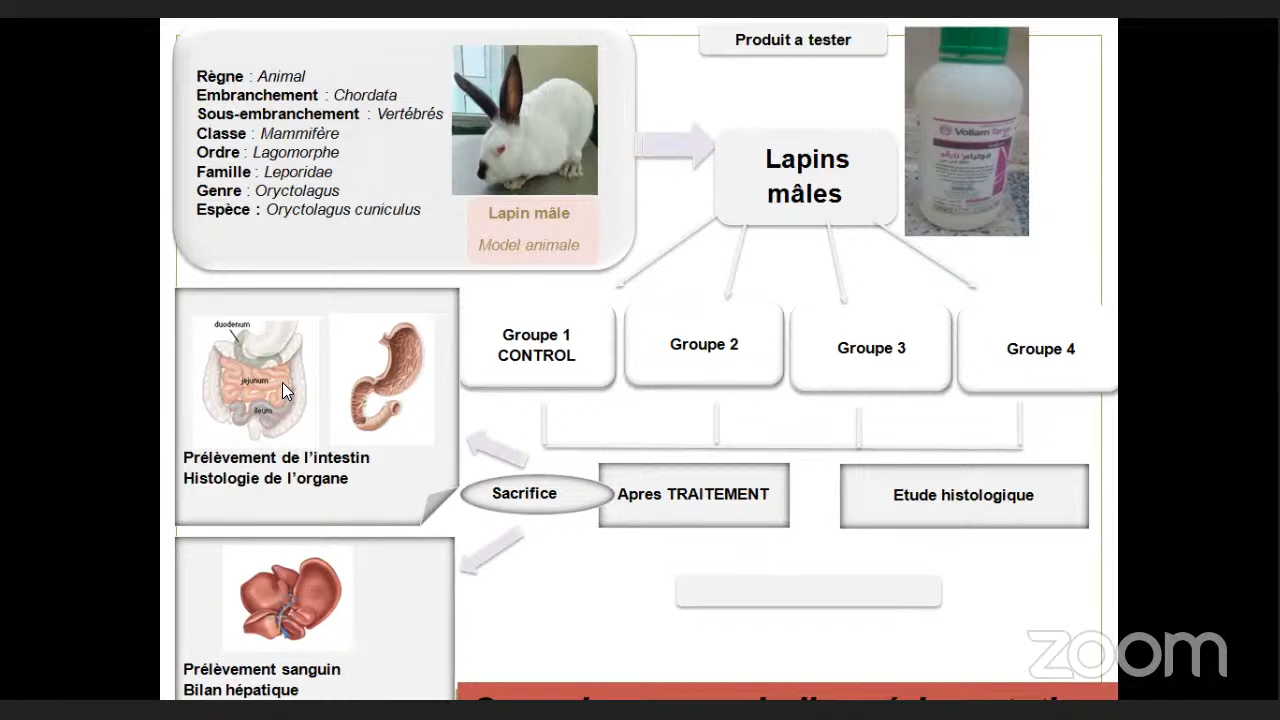 Règne : Animal
Embranchement : Chordata
Sous-embranchement : Vertébrés
Classe : Mammifère
Ordre : Lagomorphe
Famille : Leporidae
Genre : Oryctolagus
Espèce : Oryctolagus cuniculus
Lapin mâle
Model animale
Produit a tester
Voliam Targo
Lapins
mâles
Groupe 1
CONTROL
Groupe 2
Groupe 3
Groupe 4
duodenum
jejunum
ileum
Prélèvement de l'intestin
Histologie de l'organe
Sacrifice
Apres TRAITEMENT
Etude histologique
Prélèvement sanguin
Bilan hépatique
zoom